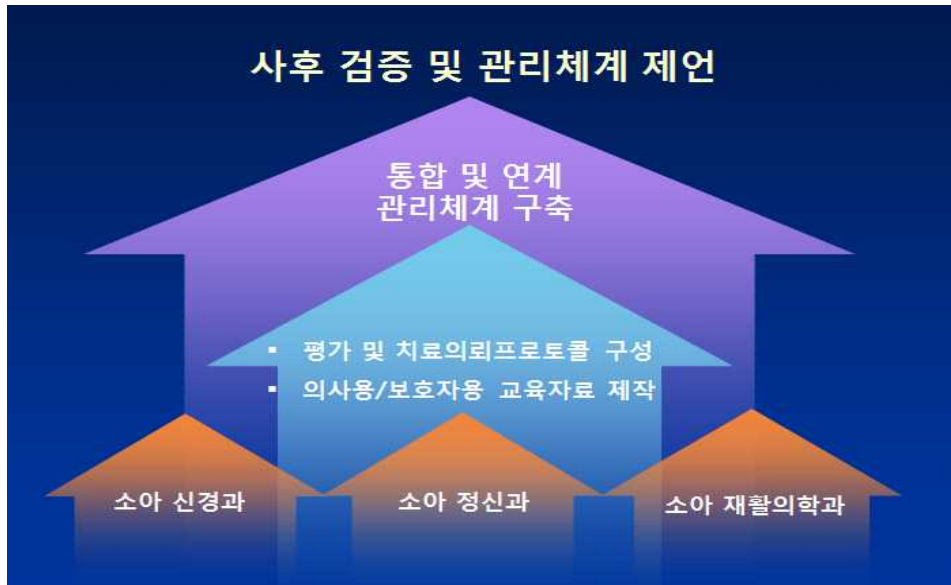 사후 검증 및 관리체계 제언
통합 및 연계
관리체계 구축
▪ 평가 및 치료의뢰프로토콜 구성
▪ 의사용/보호자용 교육자료 제작
소아 신경과
소아 정신과
소아 재활의학과